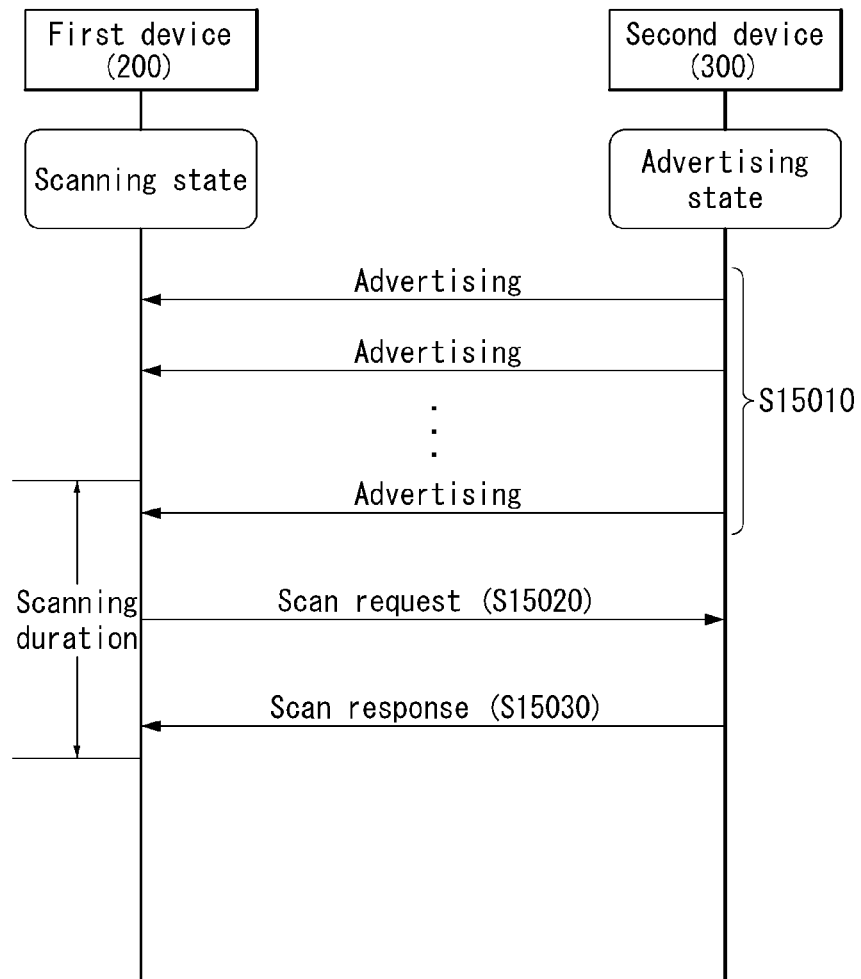 First device
(200)
Second device
(300)
Scanning state
Advertising
state
Advertising
Advertising
S15010
Advertising
Scanning
duration
Scan request (S15020)
Scan response (S15030)